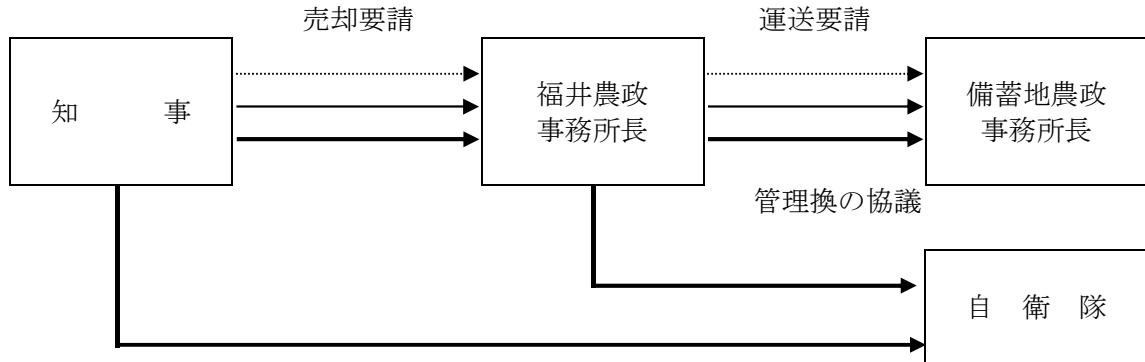 売却要請
運送要請
知 事
福井農政
事務所長
備蓄地農政
事務所長
管理換の協議
自 衛 隊